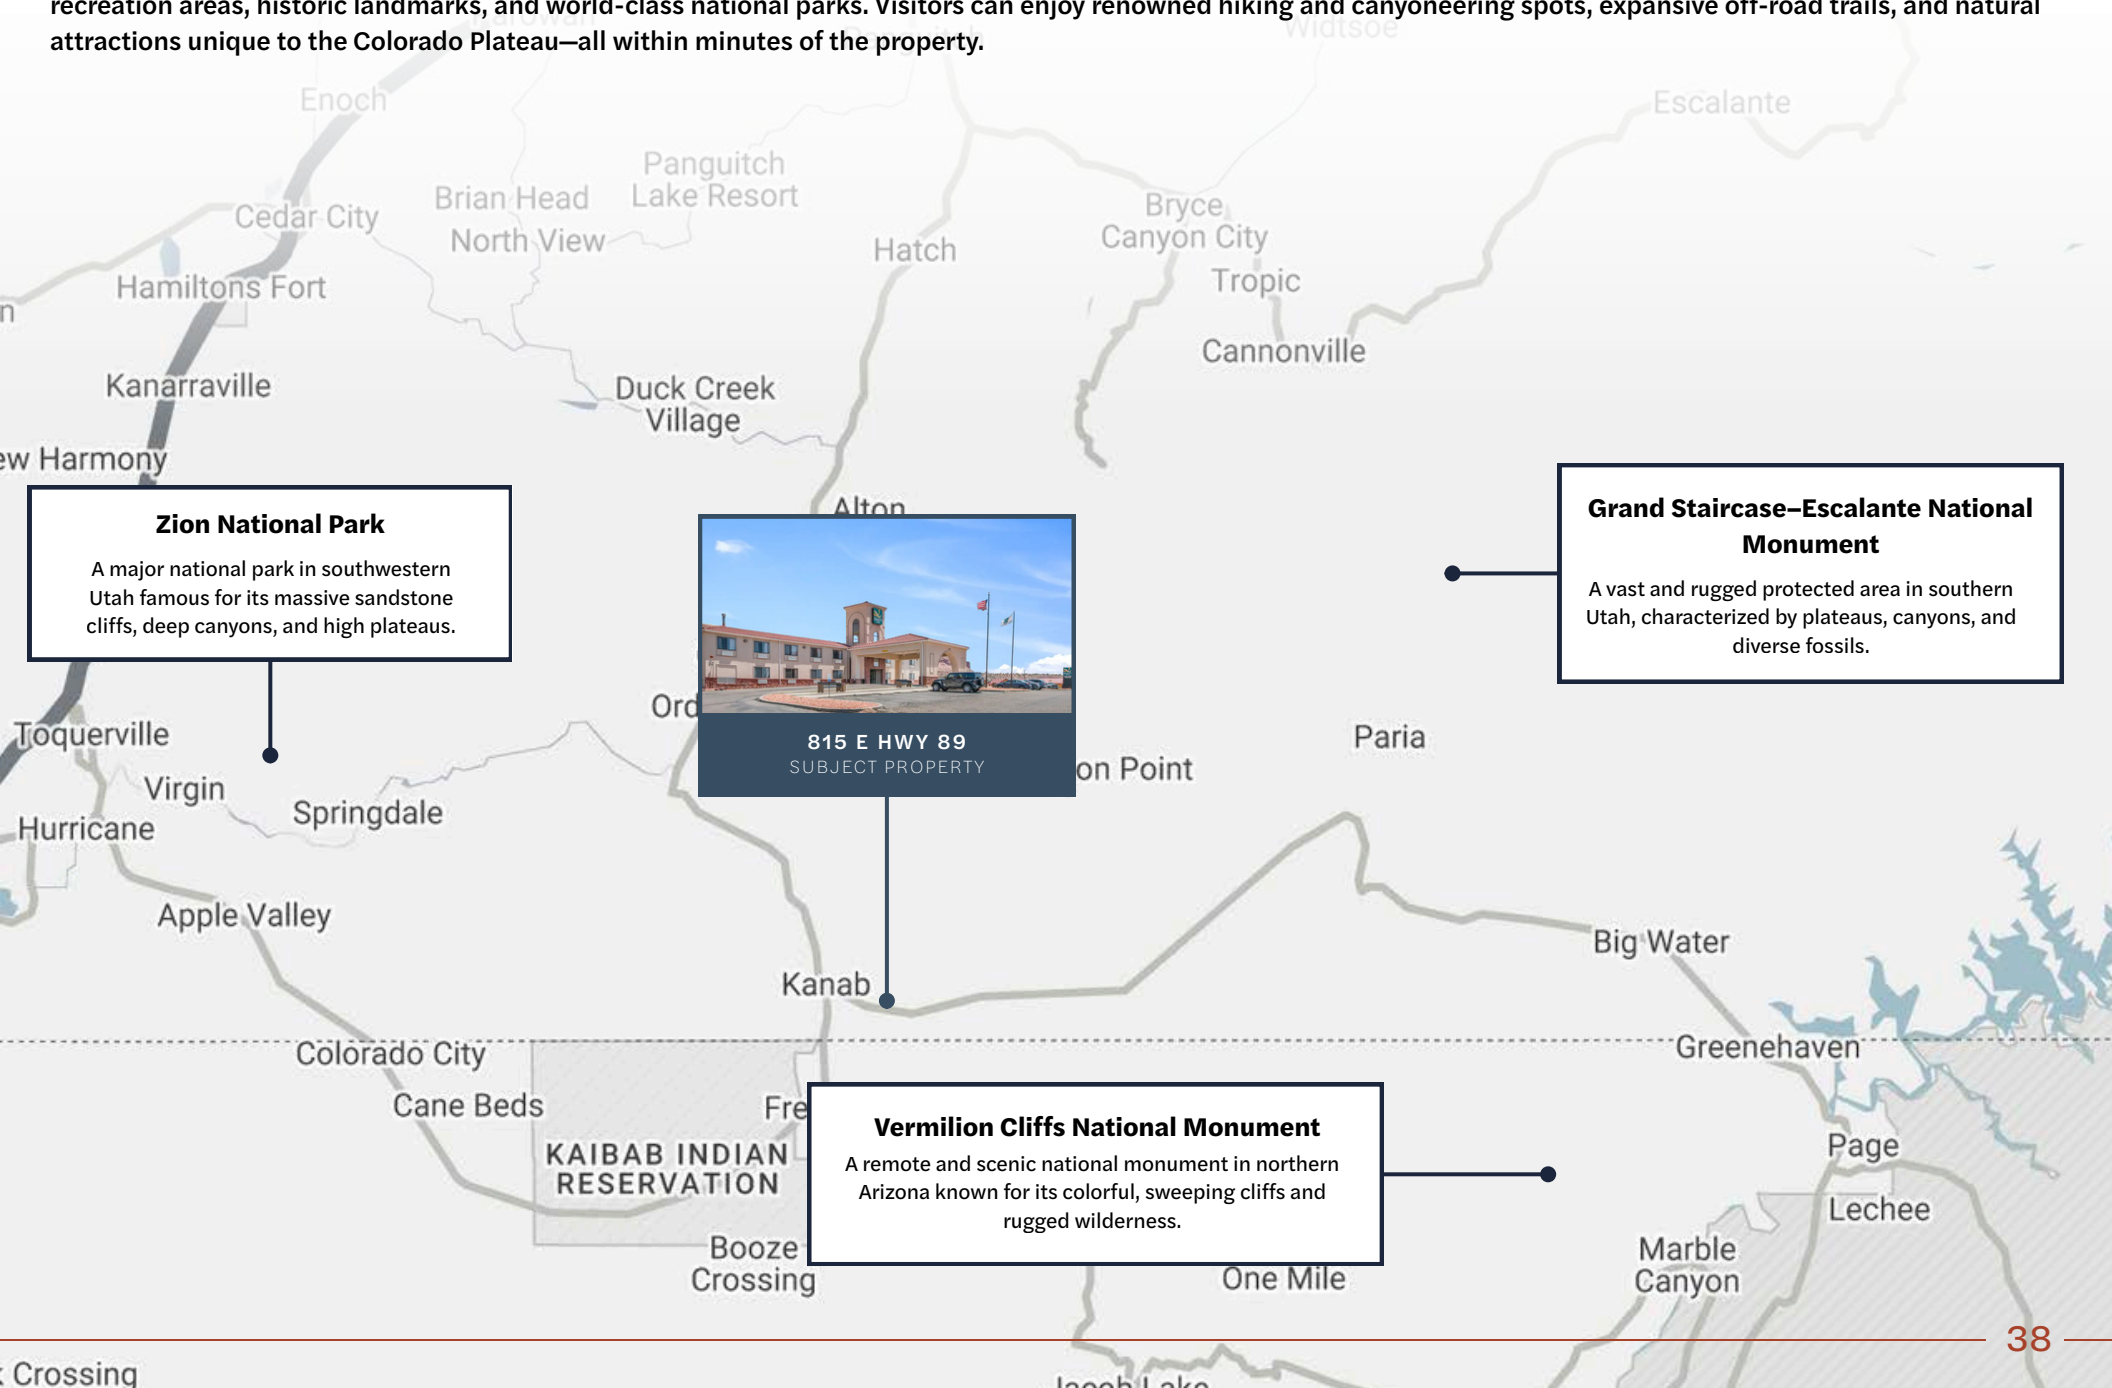 recreation areas, historic landmarks, and world-class national parks. Visitors can enjoy renowned hiking and canyoneering spots, expansive off-road trails, and natural
attractions unique to the Colorado Plateau—all within minutes of the property.
Parowan
Panguitch
Widtsoe
Enoch
Escalante
Panguitch
Lake Resort
Brian Head
Cedar City
North View
Bryce
Canyon City
Hatch
Tropic
Hamiltons Fort
n
Cannonville
Kanarraville
Duck Creek
Village
ew Harmony
Alton
Zion National Park
A major national park in southwestern
Utah famous for its massive sandstone
cliffs, deep canyons, and high plateaus.
Grand Staircase–Escalante National
Monument
A vast and rugged protected area in southern
Utah, characterized by plateaus, canyons, and
diverse fossils.
Ord
815 E HWY 89
SUBJECT PROPERTY
on Point
Paria
Toquerville
Virgin
Springdale
Hurricane
Apple Valley
Big Water
Kanab
Colorado City
Greenehaven
Cane Beds
Fre
KAIBAB INDIAN
RESERVATION
Vermilion Cliffs National Monument
A remote and scenic national monument in northern
Arizona known for its colorful, sweeping cliffs and
rugged wilderness.
Page
Lechee
Booze
Crossing
One Mile
Marble
Canyon
38
Crossing
Jacob Lake